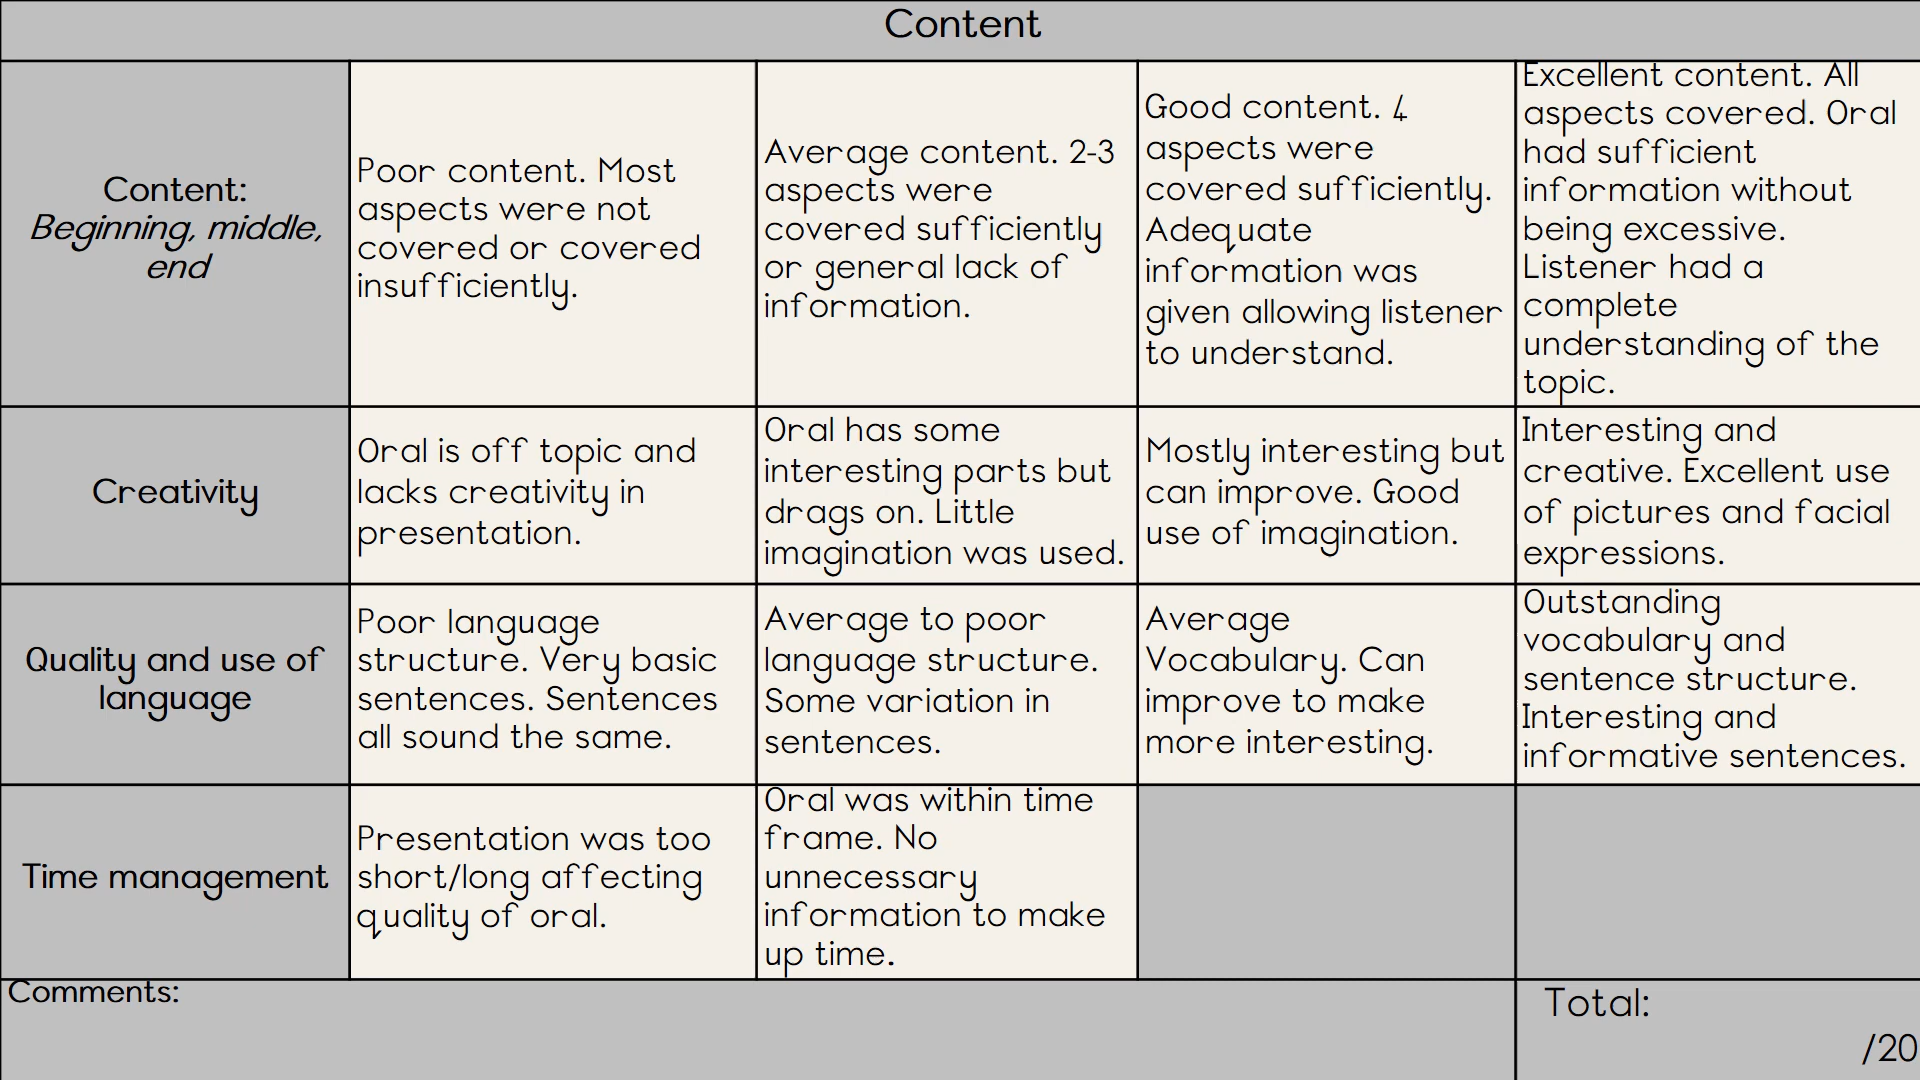 Content
Content:
Beginning, middle,
end
Poor content. Most
aspects were not
covered or covered
insufficiently.
Average content. 2-3
aspects were
covered sufficiently
or general lack of
information.
Good content. 4
aspects were
covered sufficiently.
Adequate
information was
given allowing listener
to understand.
Excellent content. All
aspects covered. Oral
had sufficient
information without
being excessive.
Listener had a
complete
understanding of the
topic.
Creativity
Oral is off topic and
lacks creativity in
presentation.
Oral has some
interesting parts but
drags on. Little
imagination was used.
Mostly interesting but
can improve. Good
use of imagination.
Interesting and
creative. Excellent use
of pictures and facial
expressions.
Quality and use of
language
Poor language
structure. Very basic
sentences. Sentences
all sound the same.
Average to poor
language structure.
Some variation in
sentences.
Average
Vocabulary. Can
improve to make
more interesting.
Outstanding
vocabulary and
sentence structure.
Interesting and
informative sentences.
Time management
Presentation was too
short/long affecting
quality of oral.
Oral was within time
frame. No
unnecessary
information to make
up time.
Comments:
Total:
/20